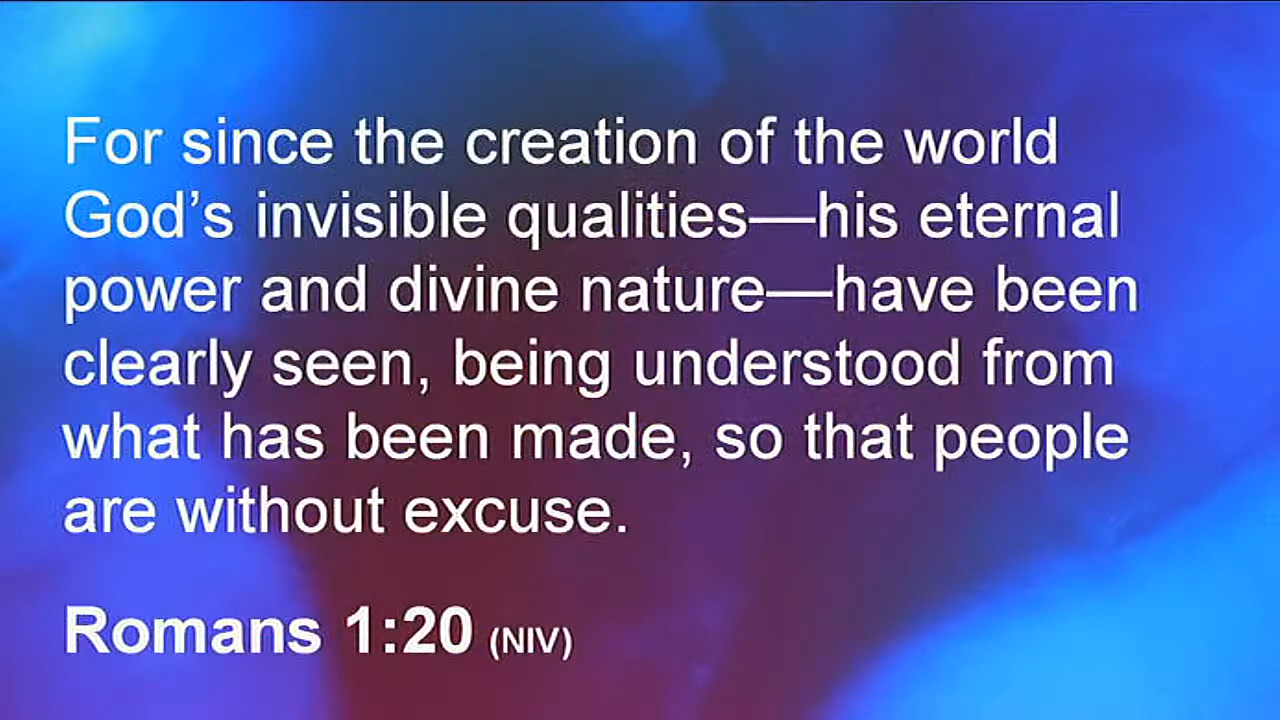 For since the creation of the world
God’s invisible qualities—his eternal
power and divine nature—have been
clearly seen, being understood from
what has been made, so that people
are without excuse.
Romans 1:20 (NIV)